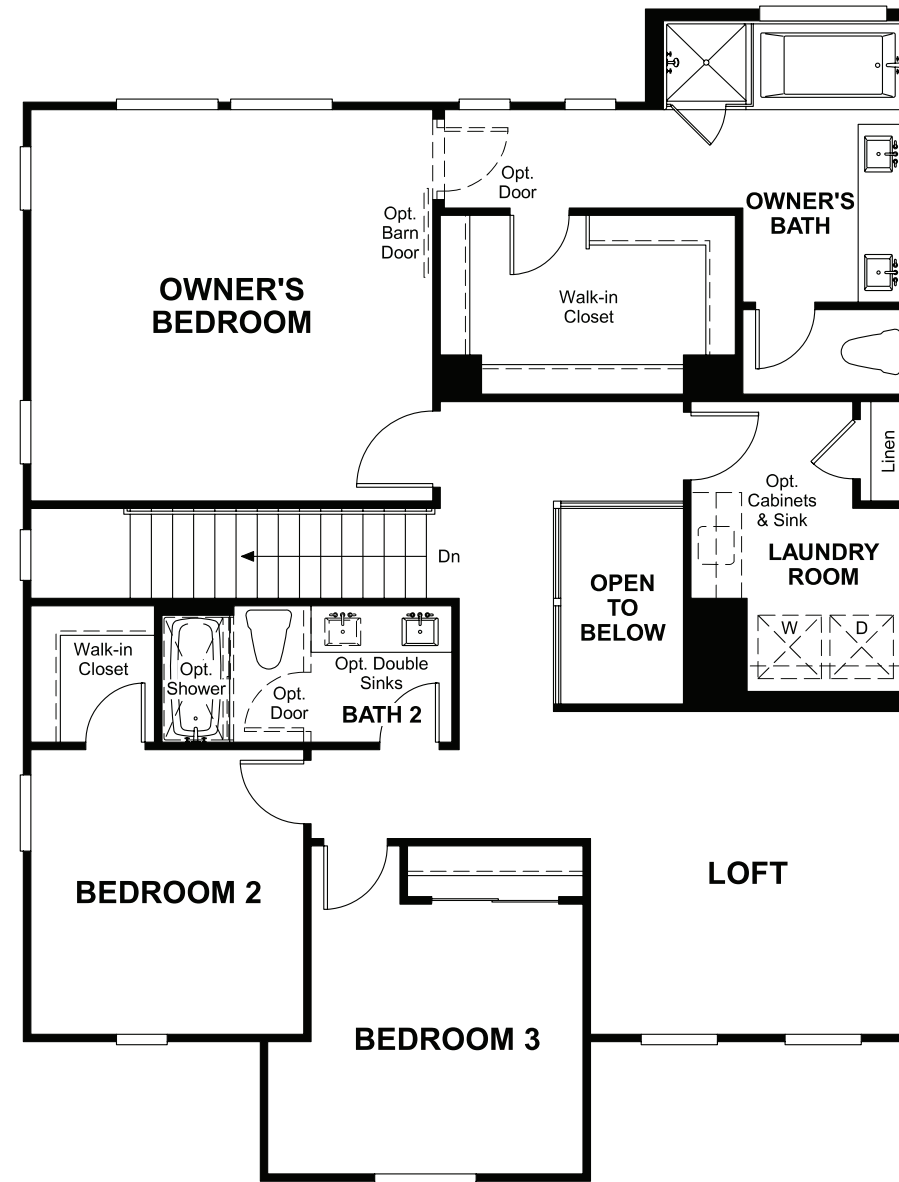 Opt.
Door
OWNER'S
BATH
Opt.
Barn
Door
OWNER'S
BEDROOM
Walk-in
Closet
Linen
Opt.
Cabinets
& Sink
Dn
LAUNDRY
ROOM
OPEN
TO
BELOW
W
D
Walk-in
Closet
Opt.
Shower
Opt. Double
Sinks
Opt.
Door
BATH 2
LOFT
BEDROOM 2
BEDROOM 3